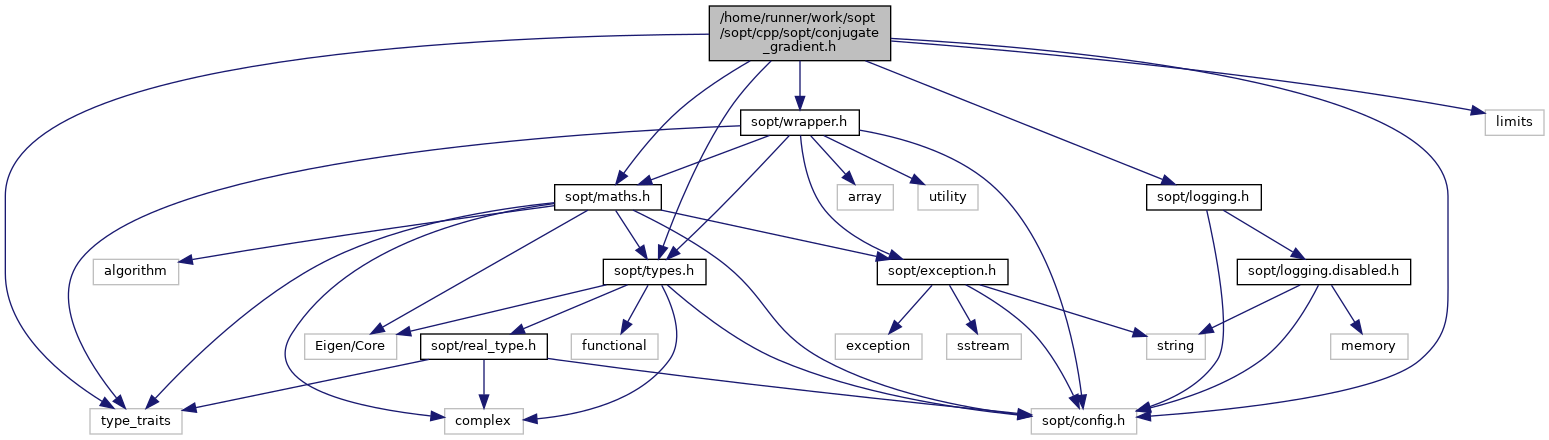 /home/runner/work/sopt
/sopt/cpp/sopt/conjugate
_gradient.h
sopt/wrapper.h
limits
sopt/maths.h
array
utility
sopt/logging.h
algorithm
sopt/types.h
sopt/exception.h
sopt/logging.disabled.h
Eigen/Core
sopt/real_type.h
functional
exception
sstream
string
memory
type_traits
complex
sopt/config.h